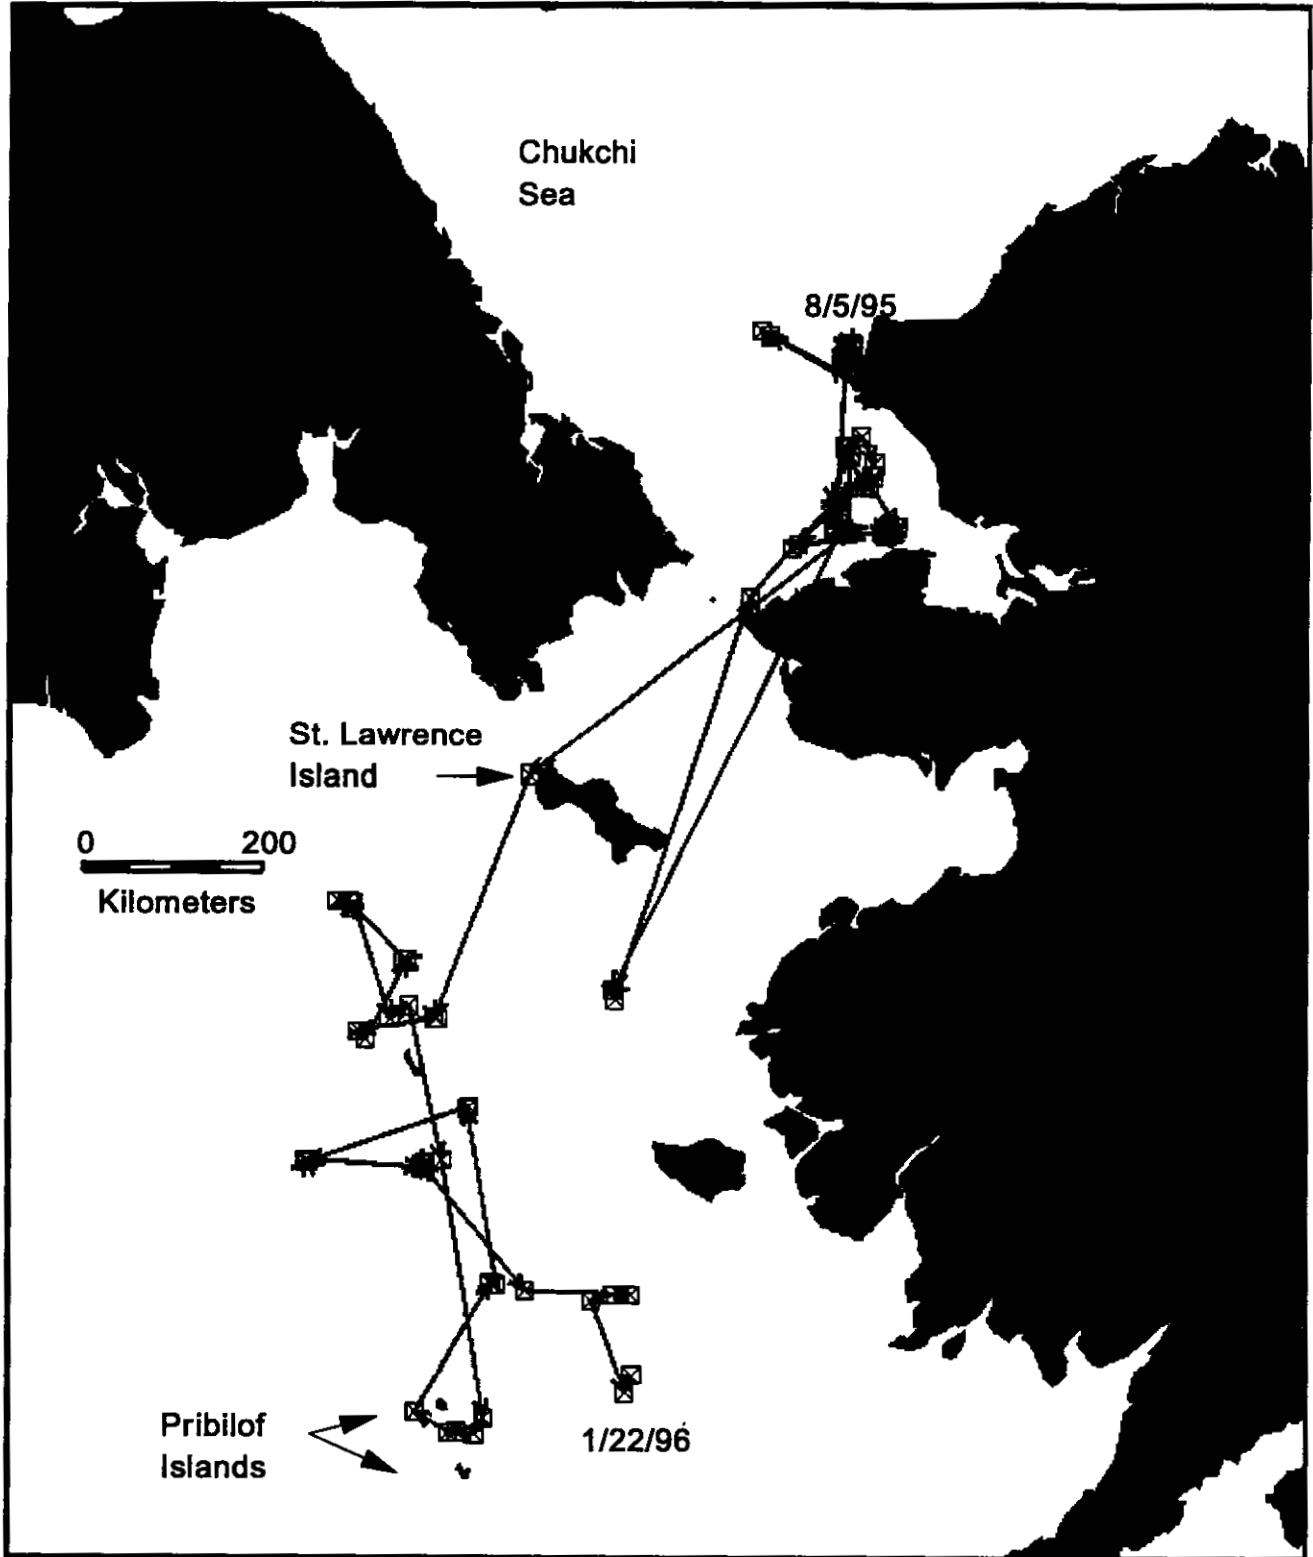 Chukchi
Sea
8/5/95
St. Lawrence
Island
0 200
Kilometers
Pribilof
Islands
1/22/96